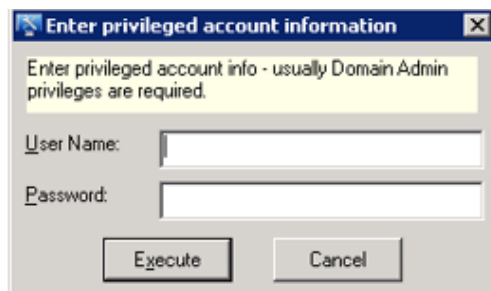 Enter privileged account information
Enter privileged account info - usually Domain Admin
privileges are required.
User Name:
Password:
Execute Cancel